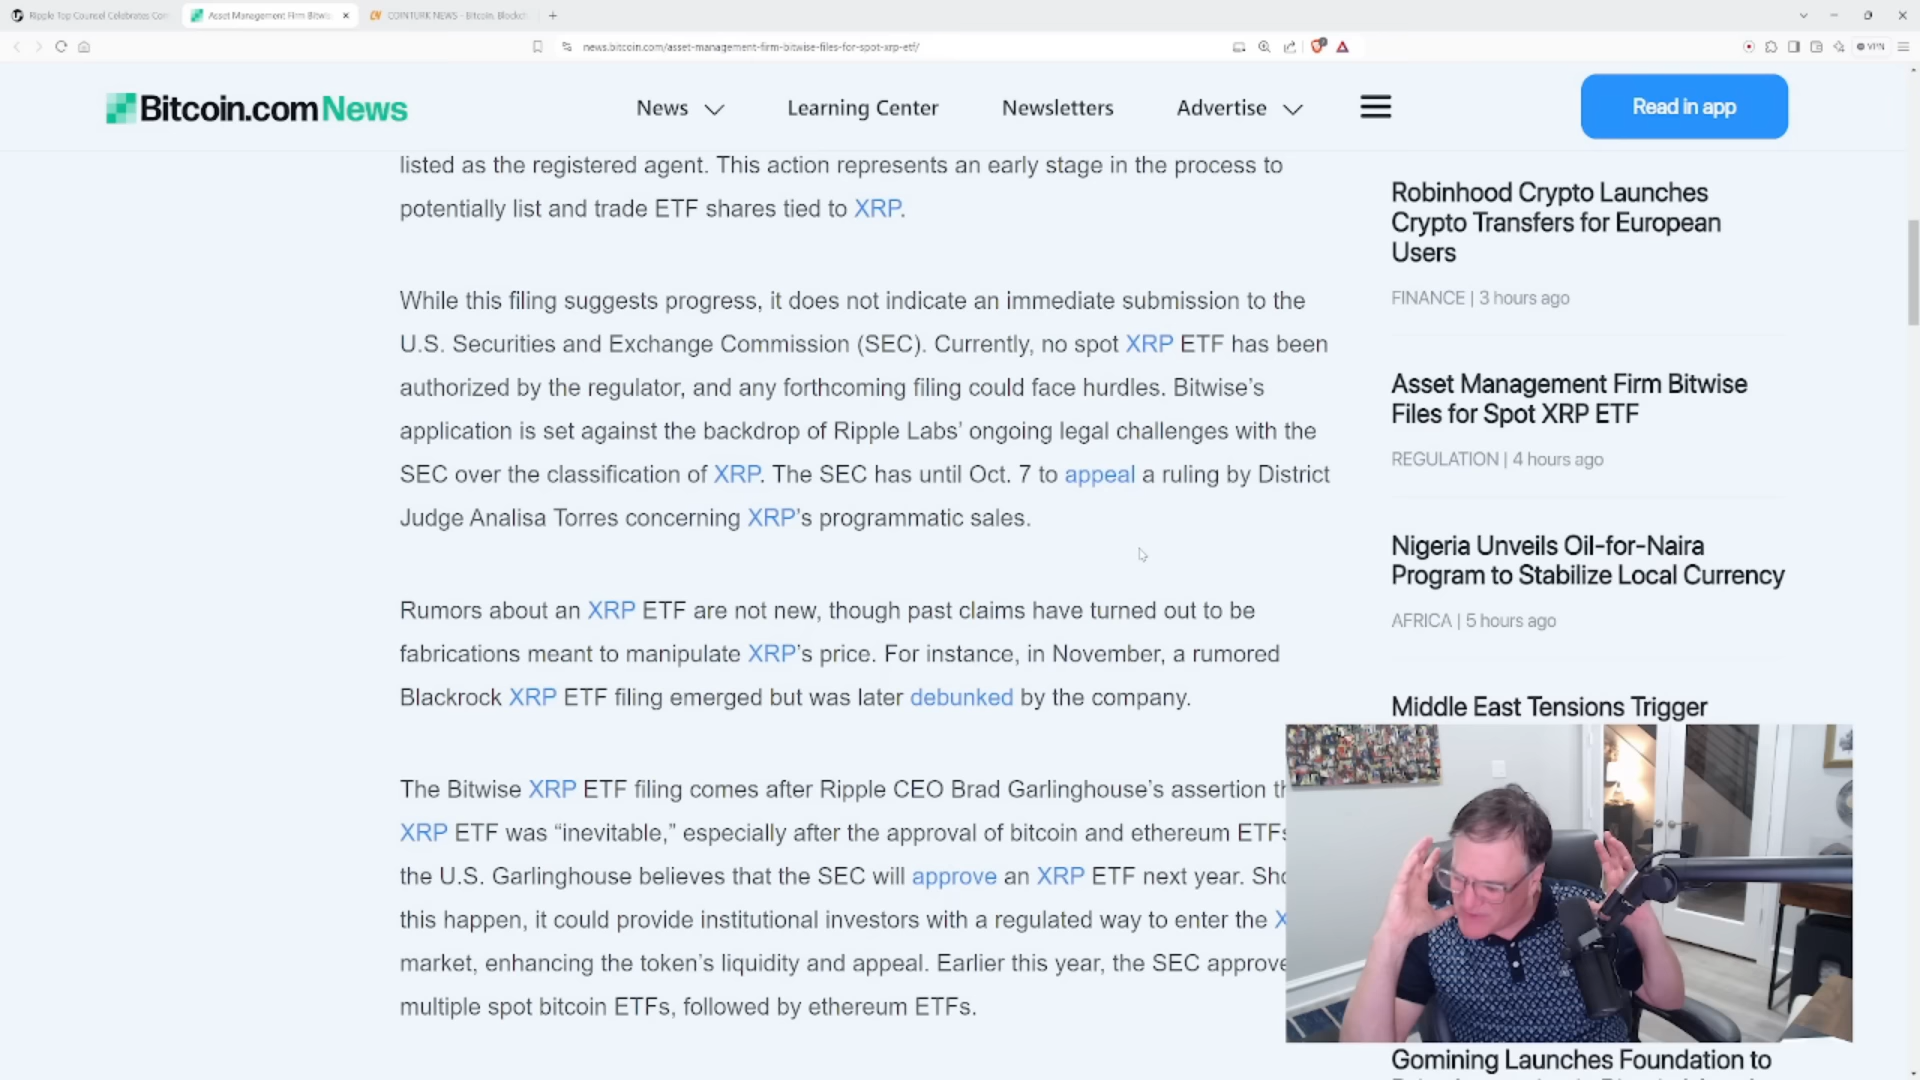 Ripple Top Counsel Celebrates Con
Asset Management Firm Bitwis
COINTURK NEWS - Bitcoin, Blockch
news.bitcoin.com/asset-management-firm-bitwise-files-for-spot-xrp-etf/
VPN
Bitcoin.com News
News
Learning Center
Newsletters
Advertise
Read in app
listed as the registered agent. This action represents an early stage in the process to
potentially list and trade ETF shares tied to XRP.
While this filing suggests progress, it does not indicate an immediate submission to the
U.S. Securities and Exchange Commission (SEC). Currently, no spot XRP ETF has been
authorized by the regulator, and any forthcoming filing could face hurdles. Bitwise’s
application is set against the backdrop of Ripple Labs’ ongoing legal challenges with the
SEC over the classification of XRP. The SEC has until Oct. 7 to appeal a ruling by District
Judge Analisa Torres concerning XRP’s programmatic sales.
Rumors about an XRP ETF are not new, though past claims have turned out to be
fabrications meant to manipulate XRP’s price. For instance, in November, a rumored
Blackrock XRP ETF filing emerged but was later debunked by the company.
The Bitwise XRP ETF filing comes after Ripple CEO Brad Garlinghouse’s assertion th
XRP ETF was “inevitable,” especially after the approval of bitcoin and ethereum ETFs
the U.S. Garlinghouse believes that the SEC will approve an XRP ETF next year. Sho
this happen, it could provide institutional investors with a regulated way to enter the X
market, enhancing the token’s liquidity and appeal. Earlier this year, the SEC approve
multiple spot bitcoin ETFs, followed by ethereum ETFs.
Robinhood Crypto Launches
Crypto Transfers for European
Users
FINANCE | 3 hours ago
Asset Management Firm Bitwise
Files for Spot XRP ETF
REGULATION | 4 hours ago
Nigeria Unveils Oil-for-Naira
Program to Stabilize Local Currency
AFRICA | 5 hours ago
Middle East Tensions Trigger
Gomining Launches Foundation to